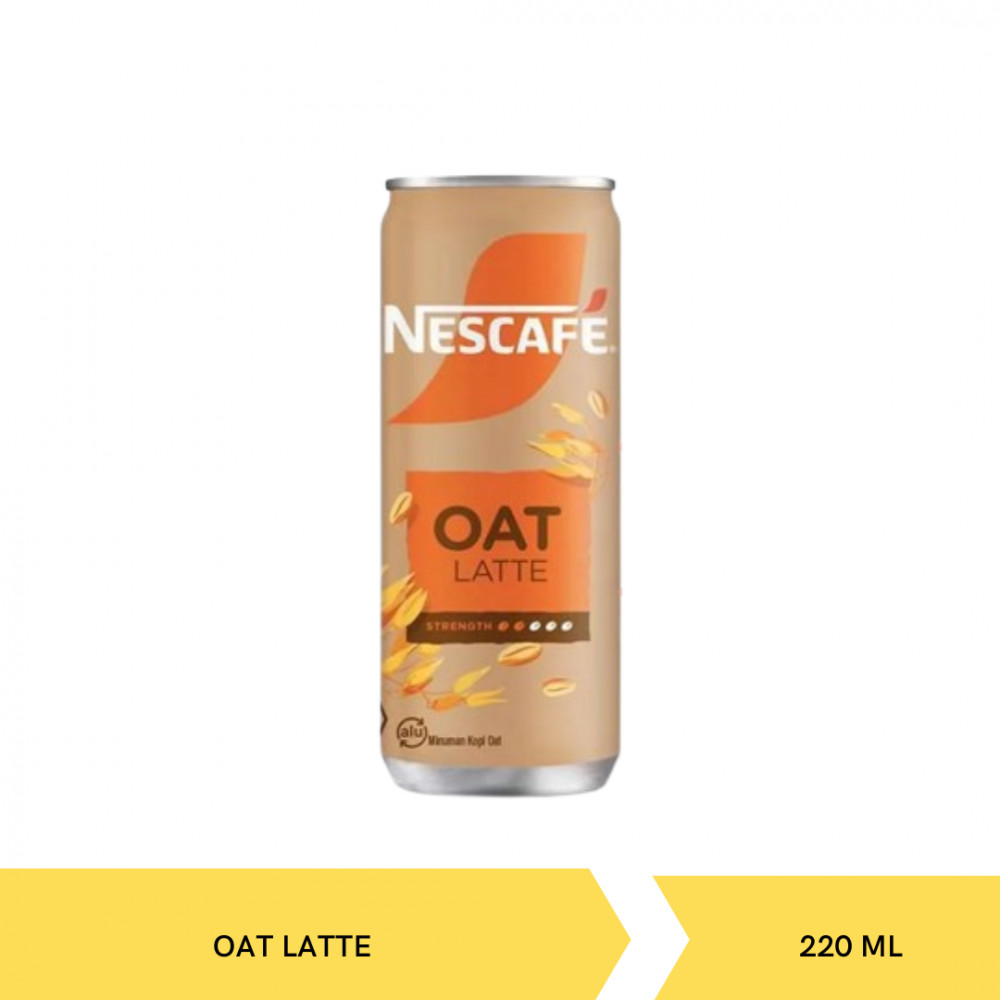 NESCAFÉ
OAT
LATTE
STRENGTH
alu
Minuman Kopi Oat
OAT LATTE
220 ML